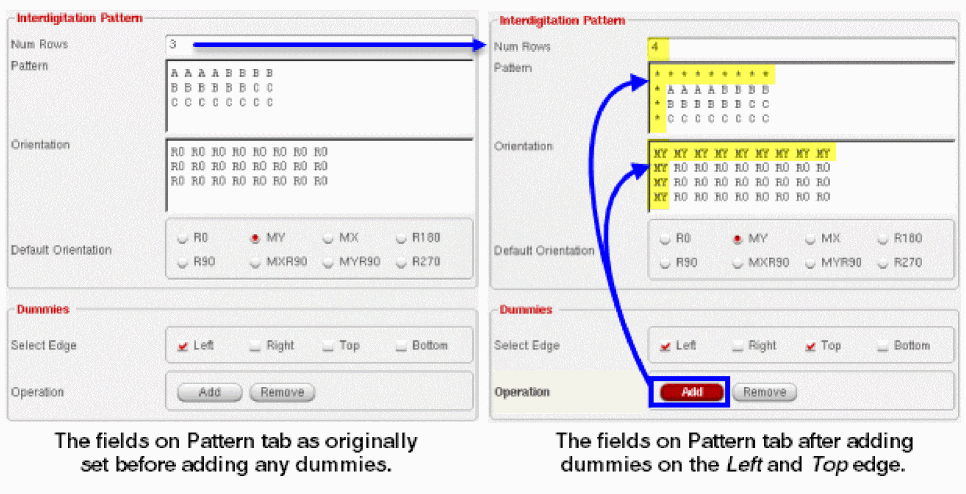 Interdigitation Pattern
Num Rows 3
Pattern
A A A A B B B B
B B B B B B C C
C C C C C C C C
Orientation
R0 R0 R0 R0 R0 R0 R0 R0
R0 R0 R0 R0 R0 R0 R0 R0
R0 R0 R0 R0 R0 R0 R0 R0
Default Orientation
R0 MY MX R180
R90 MXR90 MYR90 R270
Dummies
Select Edge Left Right Top Bottom
Operation Add Remove
The fields on Pattern tab as originally
set before adding any dummies.
Interdigitation Pattern
Num Rows 4
Pattern
* * * * * * * * *
* A A A A B B B B
* B B B B B B C C
* C C C C C C C C
Orientation
MY MY MY MY MY MY MY MY MY
MY R0 R0 R0 R0 R0 R0 R0 R0
MY R0 R0 R0 R0 R0 R0 R0 R0
MY R0 R0 R0 R0 R0 R0 R0 R0
Default Orientation
R0 MY MX R180
R90 MXR90 MYR90 R270
Dummies
Select Edge Left Right Top Bottom
Operation Add Remove
The fields on Pattern tab after adding
dummies on the Left and Top edge.